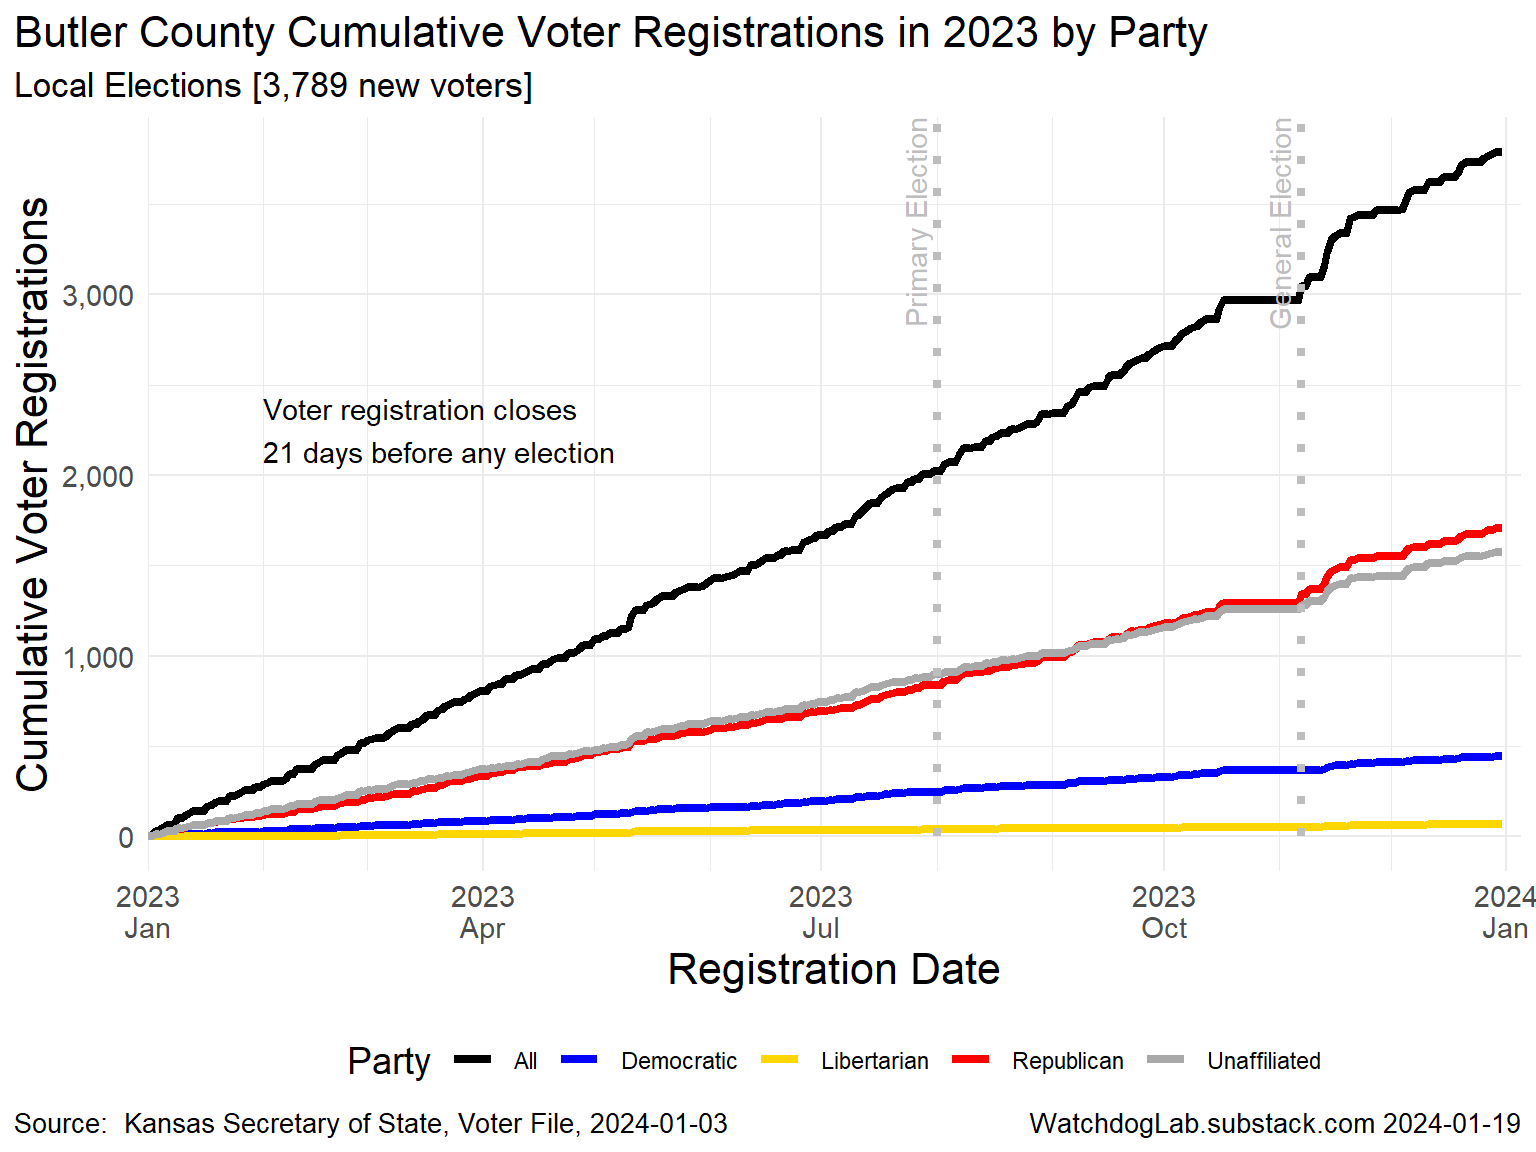 Butler County Cumulative Voter Registrations in 2023 by Party
Local Elections [3,789 new voters]
Cumulative Voter Registrations
3,000
2,000
1,000
0
Primary Election
General Election
Voter registration closes
21 days before any election
2023 2023 2023 2023 2024
Jan Apr Jul Oct Jan
Registration Date
Party All Democratic Libertarian Republican Unaffiliated
Source:  Kansas Secretary of State, Voter File, 2024-01-03
WatchdogLab.substack.com 2024-01-19